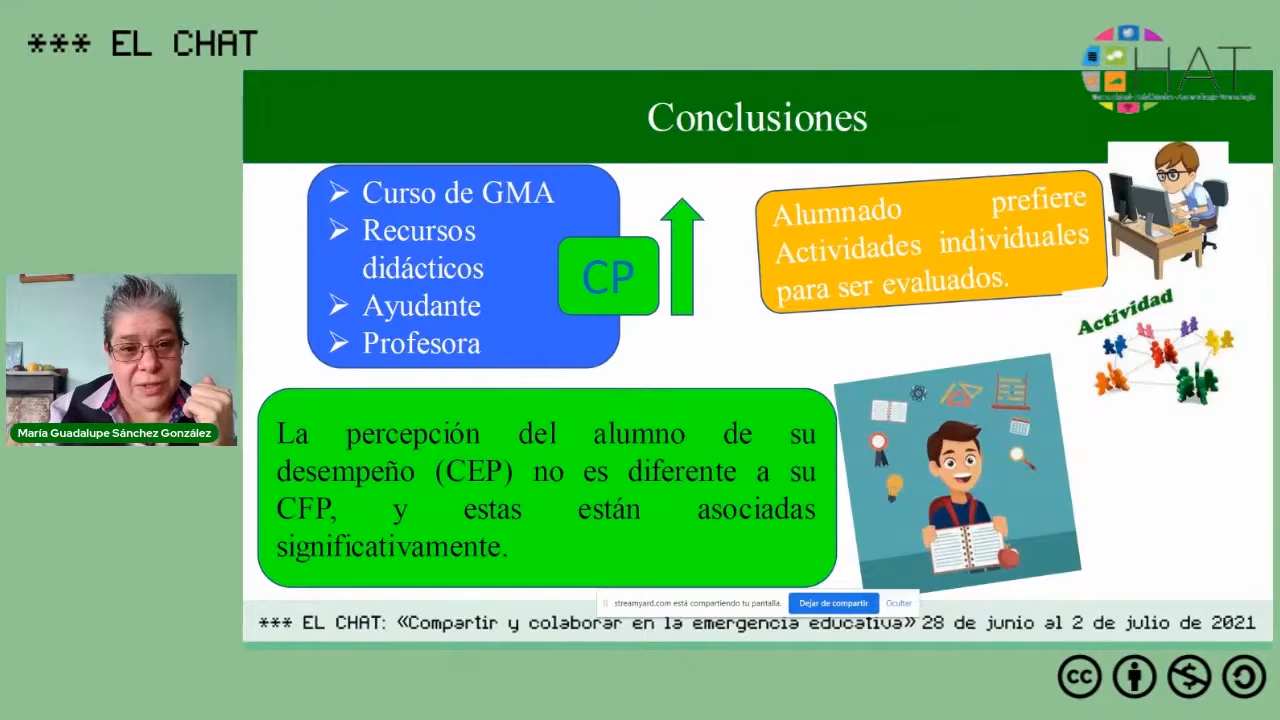 *** EL CHAT
HAT
Conclusiones
➢ Curso de GMA
➢ Recursos
didácticos
➢ Ayudante
➢ Profesora
CP
Alumnado prefiere
Actividades individuales
para ser evaluados.
Actividad
María Guadalupe Sánchez González
La percepción del alumno de su
desempeño (CEP) no es diferente a su
CFP, y estas están asociadas
significativamente.
streamyard.com está compartiendo tu pantalla. Dejar de compartir Ocultar
*** EL CHAT: «Compartir y colaborar en la emergencia educativa» 28 de junio al 2 de julio de 2021
cc